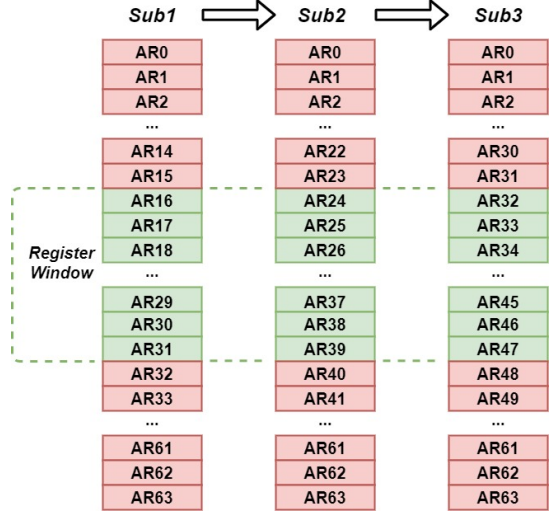 Sub1 Sub2 Sub3
AR0 AR0 AR0
AR1 AR1 AR1
AR2 AR2 AR2
... ... ...
AR14 AR22 AR30
AR15 AR23 AR31
AR16 AR24 AR32
AR17 AR25 AR33
Register Window
AR18 AR26 AR34
... ... ...
AR29 AR37 AR45
AR30 AR38 AR46
AR31 AR39 AR47
AR32 AR40 AR48
AR33 AR41 AR49
... ... ...
AR61 AR61 AR61
AR62 AR62 AR62
AR63 AR63 AR63